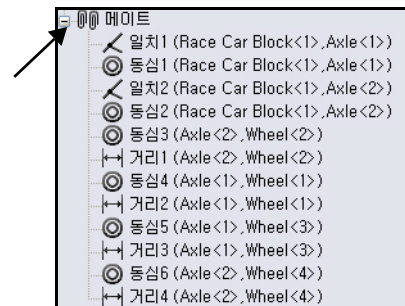 메이트
일치1 (Race Car Block<1>,Axle<1>)
동심1 (Race Car Block<1>,Axle<1>)
일치2 (Race Car Block<1>,Axle<2>)
동심2 (Race Car Block<1>,Axle<2>)
동심3 (Axle<2>,Wheel<2>)
거리1 (Axle<2>,Wheel<2>)
동심4 (Axle<1>,Wheel<1>)
거리2 (Axle<1>,Wheel<1>)
동심5 (Axle<1>,Wheel<3>)
거리3 (Axle<1>,Wheel<3>)
동심6 (Axle<2>,Wheel<4>)
거리4 (Axle<2>,Wheel<4>)